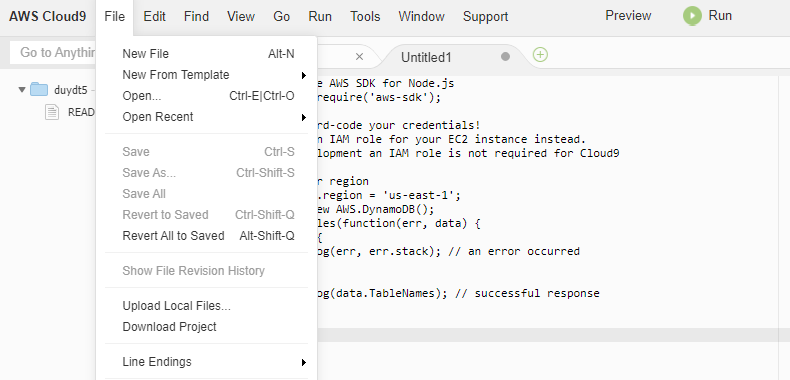 AWS Cloud9 File Edit Find View Go Run Tools Window Support Preview Run
Go to Anythin
Untitled1
duydt5 -
READ
New File Alt-N
New From Template
Open... Ctrl-E|Ctrl-O
Open Recent
Save Ctrl-S
Save As... Ctrl-Shift-S
Save All
Revert to Saved Ctrl-Shift-Q
Revert All to Saved Alt-Shift-Q
Show File Revision History
Upload Local Files...
Download Project
Line Endings
e AWS SDK for Node.js
require('aws-sdk');
rd-code your credentials!
n IAM role for your EC2 instance instead.
lopment an IAM role is not required for Cloud9
r region
.region = 'us-east-1';
ew AWS.DynamoDB();
les(function(err, data) {
{
og(err, err.stack); // an error occurred
og(data.TableNames); // successful response